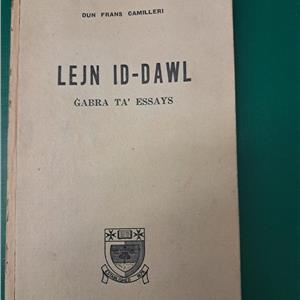 DUN FRANS CAMILLERI
LEJN ID-DAWL
ĠABRA TA' ESSAYS